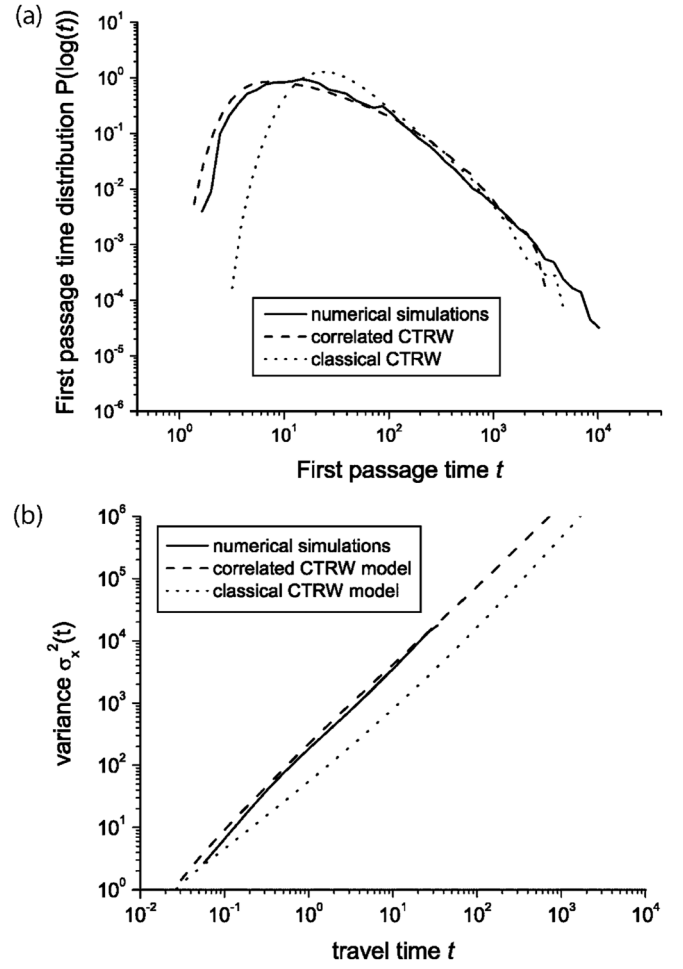 (a)
First passage time distribution P(log(t))
10^1
10^0
10^-1
10^-2
10^-3
10^-4
10^-5
10^-6
numerical simulations
correlated CTRW
classical CTRW
10^0 10^1 10^2 10^3 10^4
First passage time t
(b)
variance σ_x^2(t)
10^6
10^5
10^4
10^3
10^2
10^1
10^0
numerical simulations
correlated CTRW model
classical CTRW model
10^-2 10^-1 10^0 10^1 10^2 10^3 10^4
travel time t